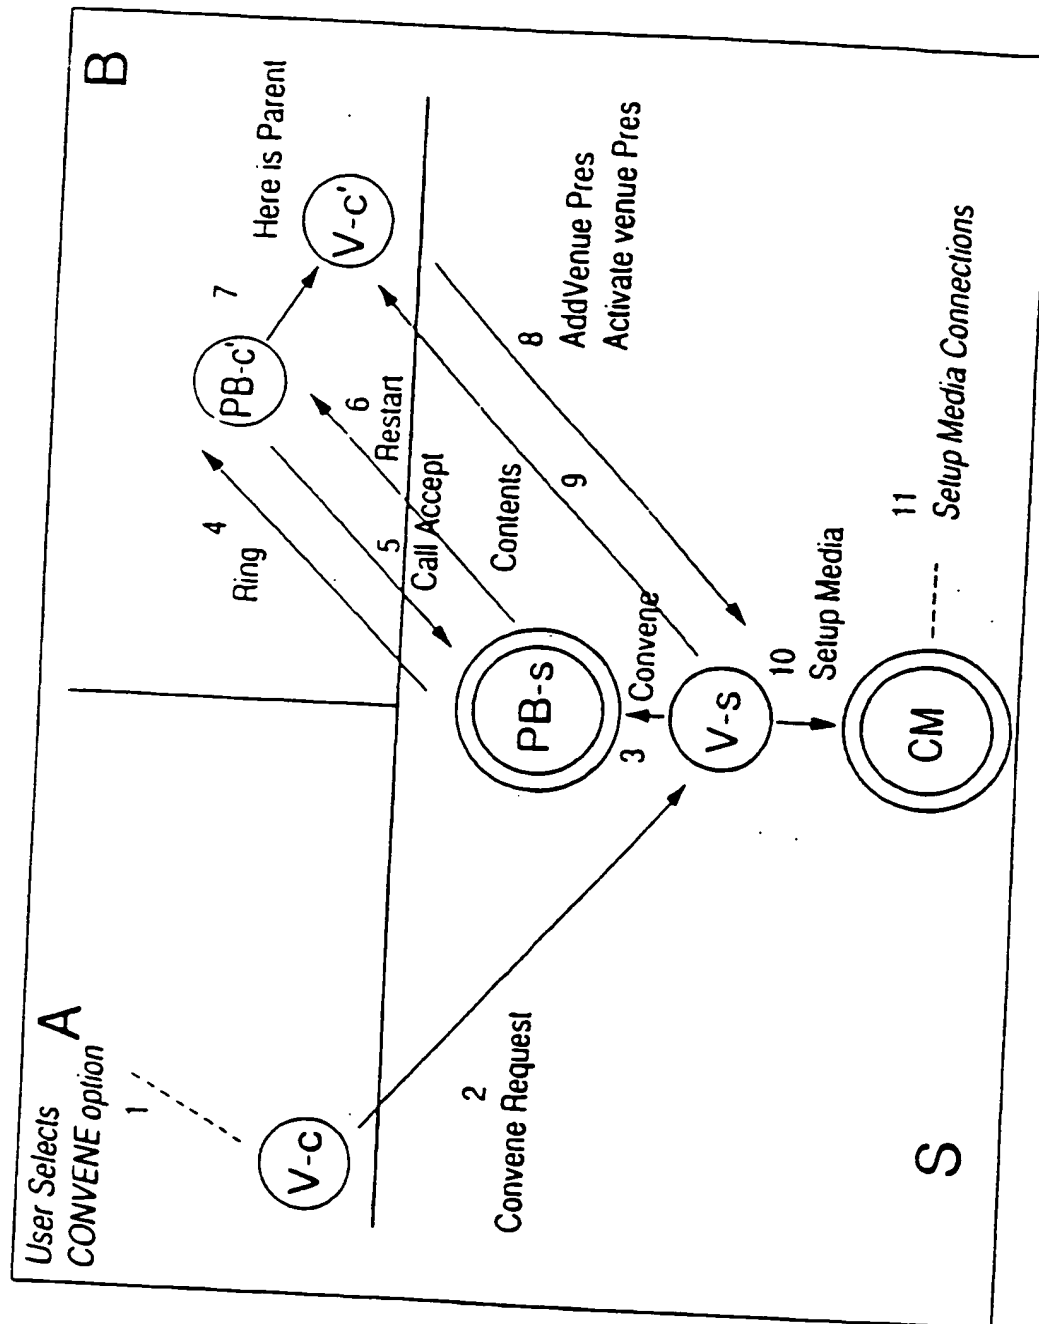 User Selects
CONVENE option
A
1
V-c
2
Convene Request
S
B
4
Ring
(PB-c'
7
Here is Parent
V-c'
5
Call Accept
6
Restart
Contents
9
8
AddVenue Pres
Activate venue Pres
PB-s
3
Convene
V-s
10
Setup Media
CM
11
Setup Media Connections